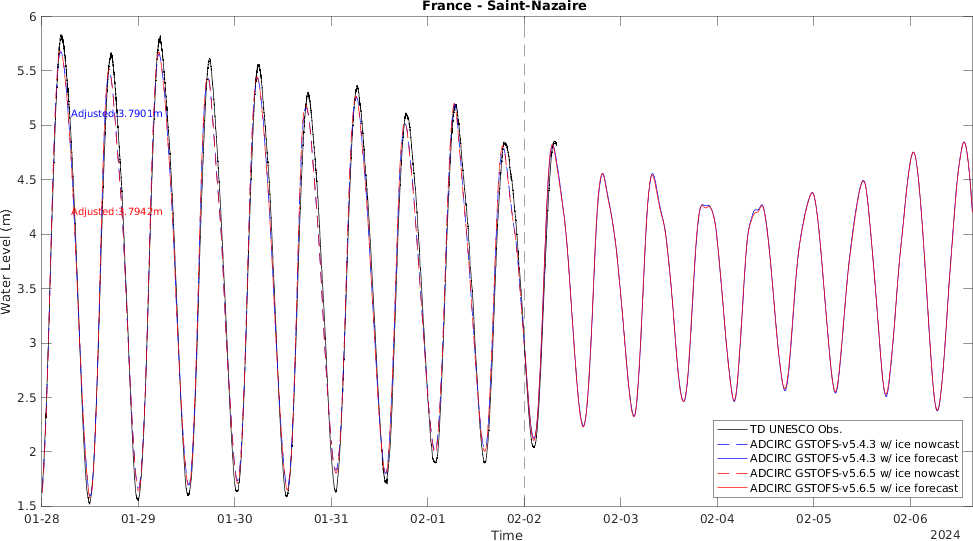 France - Saint-Nazaire
6
5.5
5
4.5
4
3.5
3
2.5
2
1.5
Water Level (m)
Adjusted:3.7901m
Adjusted:3.7942m
TD UNESCO Obs.
ADCIRC GSTOFS-v5.4.3 w/ ice nowcast
ADCIRC GSTOFS-v5.4.3 w/ ice forecast
ADCIRC GSTOFS-v5.6.5 w/ ice nowcast
ADCIRC GSTOFS-v5.6.5 w/ ice forecast
01-28 01-29 01-30 01-31 02-01 02-02 02-03 02-04 02-05 02-06
Time
2024